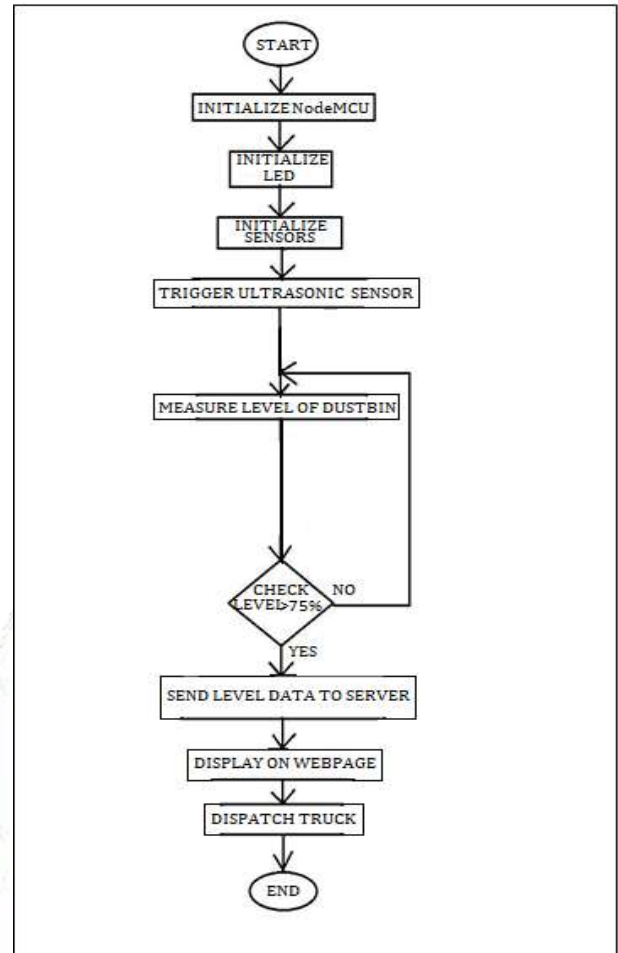 START
INITIALIZE NodeMCU
INITIALIZE
LED
INITIALIZE
SENSORS
TRIGGER ULTRASONIC SENSOR
MEASURE LEVEL OF DUSTBIN
CHECK
LEVEL>75%
NO
YES
SEND LEVEL DATA TO SERVER
DISPLAY ON WEBPAGE
DISPATCH TRUCK
END